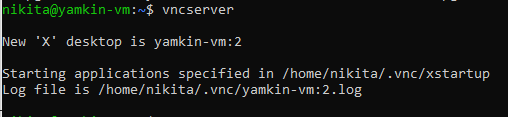 nikita@yamkin-vm:~$ vncserver
New 'X' desktop is yamkin-vm:2
Starting applications specified in /home/nikita/.vnc/xstartup
Log file is /home/nikita/.vnc/yamkin-vm:2.log